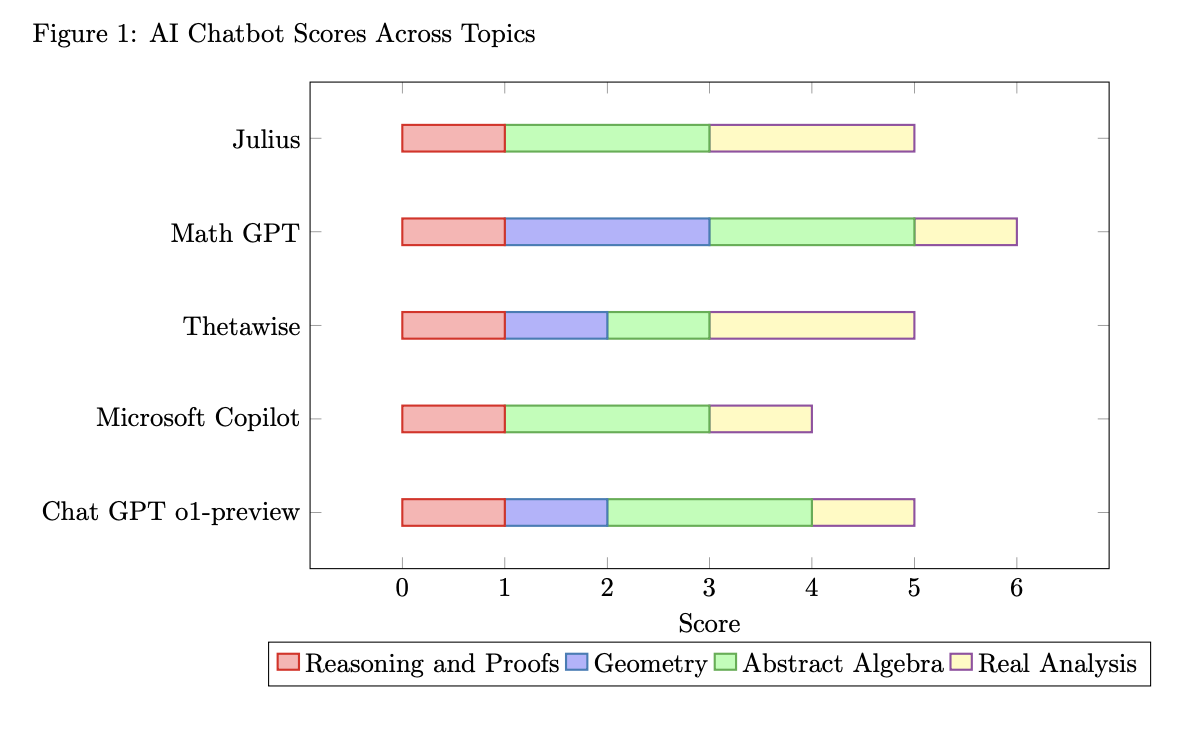 Figure 1: AI Chatbot Scores Across Topics
Julius
Math GPT
Thetawise
Microsoft Copilot
Chat GPT o1-preview
0 1 2 3 4 5 6
Score
Reasoning and Proofs Geometry Abstract Algebra Real Analysis